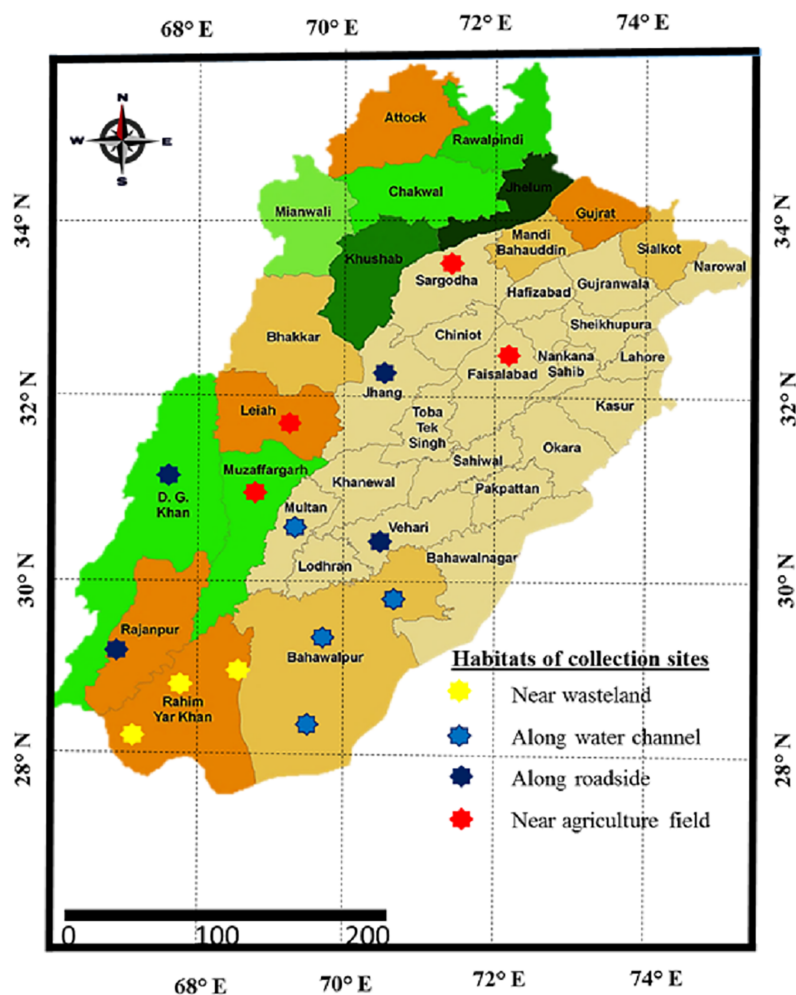 68° E 70° E 72° E 74° E
N
W E
S
Attock
Rawalpindi
Chakwal
Jhelum
Mianwali
Gujrat
34° N
34° N
Mandi
Bahauddin
Sialkot
Khushab
Narowal
Sargodha
Gujranwala
Hafizabad
Sheikhupura
Bhakkar
Chiniot
Nankana
Sahib
Lahore
Faisalabad
Jhang
32° N
32° N
Leiah
Kasur
Toba
Tek
Singh
Okara
Sahiwal
Muzaffargarh
Khanewal
Pakpattan
D. G.
Khan
Multan
Vehari
Bahawalnagar
Lodhran
30° N
30° N
Rajanpur
Bahawalpur
Habitats of collection sites
Near wasteland
Rahim
Yar Khan
Along water channel
28° N
28° N
Along roadside
Near agriculture field
0 100 200
68° E 70° E 72° E 74° E